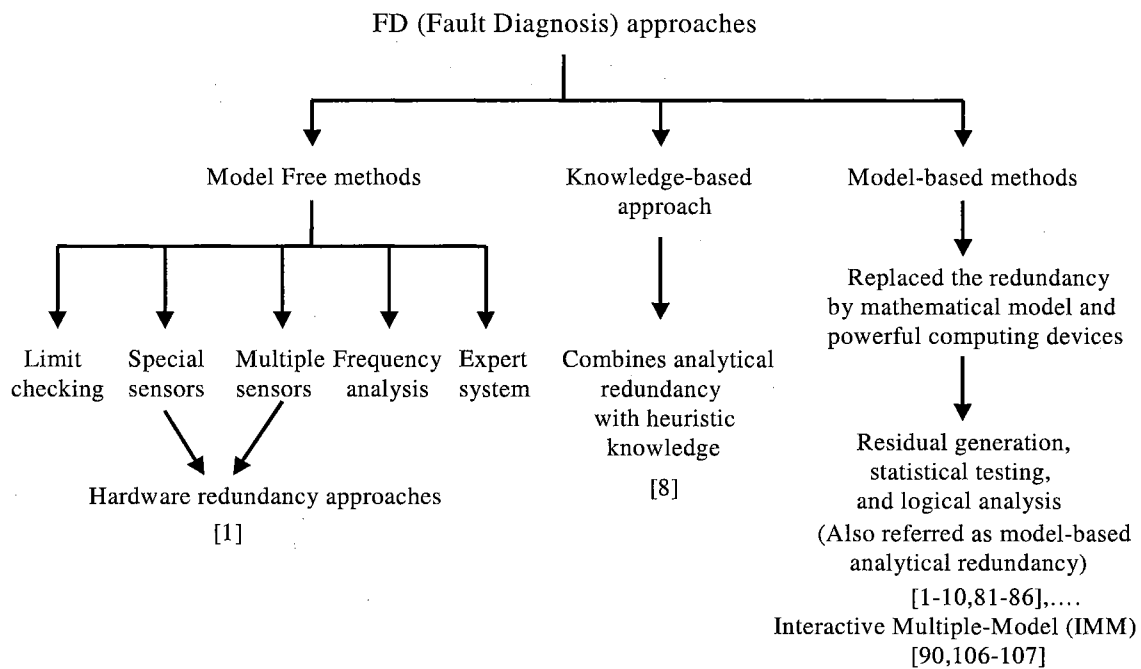 FD (Fault Diagnosis) approaches
Model Free methods
Knowledge-based
approach
Model-based methods
Limit
checking
Special
sensors
Multiple
sensors
Frequency
analysis
Expert
system
Hardware redundancy approaches
[1]
Combines analytical
redundancy
with heuristic
knowledge
[8]
Replaced the redundancy
by mathematical model and
powerful computing devices
Residual generation,
statistical testing,
and logical analysis
(Also referred as model-based
analytical redundancy)
[1-10,81-86],....
Interactive Multiple-Model (IMM)
[90,106-107]